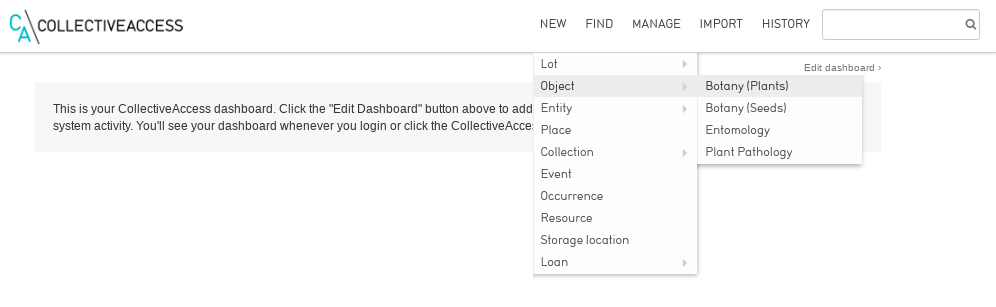 CA COLLECTIVEACCESS
NEW FIND MANAGE IMPORT HISTORY
Edit dashboard ›
This is your CollectiveAccess dashboard. Click the "Edit Dashboard" button above to add
system activity. You'll see your dashboard whenever you login or click the CollectiveAcces
Lot
Object
Entity
Place
Collection
Event
Occurrence
Resource
Storage location
Loan
Botany (Plants)
Botany (Seeds)
Entomology
Plant Pathology